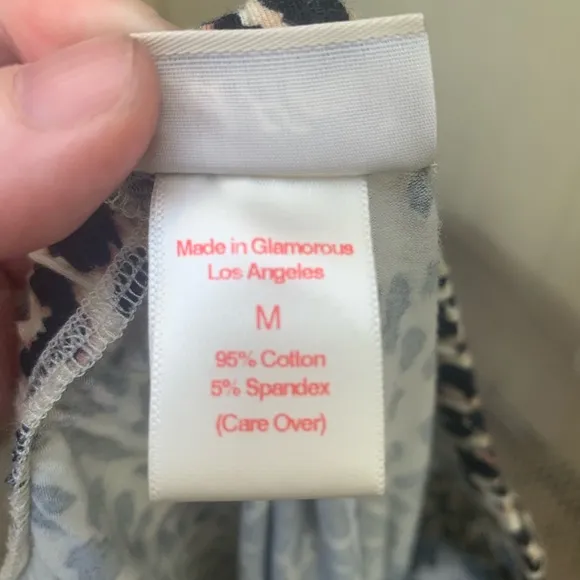 Made in Glamorous
Los Angeles
M
95% Cotton
5% Spandex
(Care Over)